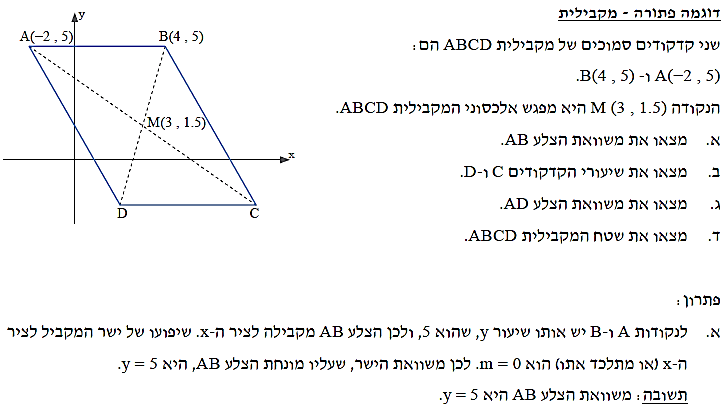 דוגמה פתורה - מקבילית
שני קדקודים סמוכים של מקבילית ABCD הם:
A(−2 , 5) ו- B(4 , 5).
הנקודה M (3 , 1.5) היא מפגש אלכסוני המקבילית ABCD.
א. מצאו את משוואת הצלע AB.
ב. מצאו את שיעורי הקדקודים C ו-D.
ג. מצאו את משוואת הצלע AD.
ד. מצאו את שטח המקבילית ABCD.
y
A(−2 , 5)
B(4 , 5)
M(3 , 1.5)
x
D
C
פתרון:
א. לנקודות A ו-B יש אותו שיעור y, שהוא 5, ולכן הצלע AB מקבילה לציר ה-x. שיפועו של ישר המקביל לציר
ה-x (או מתלכד אתו) הוא m = 0. לכן משוואת הישר, שעליו מונחת הצלע AB, היא y = 5.
תשובה: משוואת הצלע AB היא y = 5.